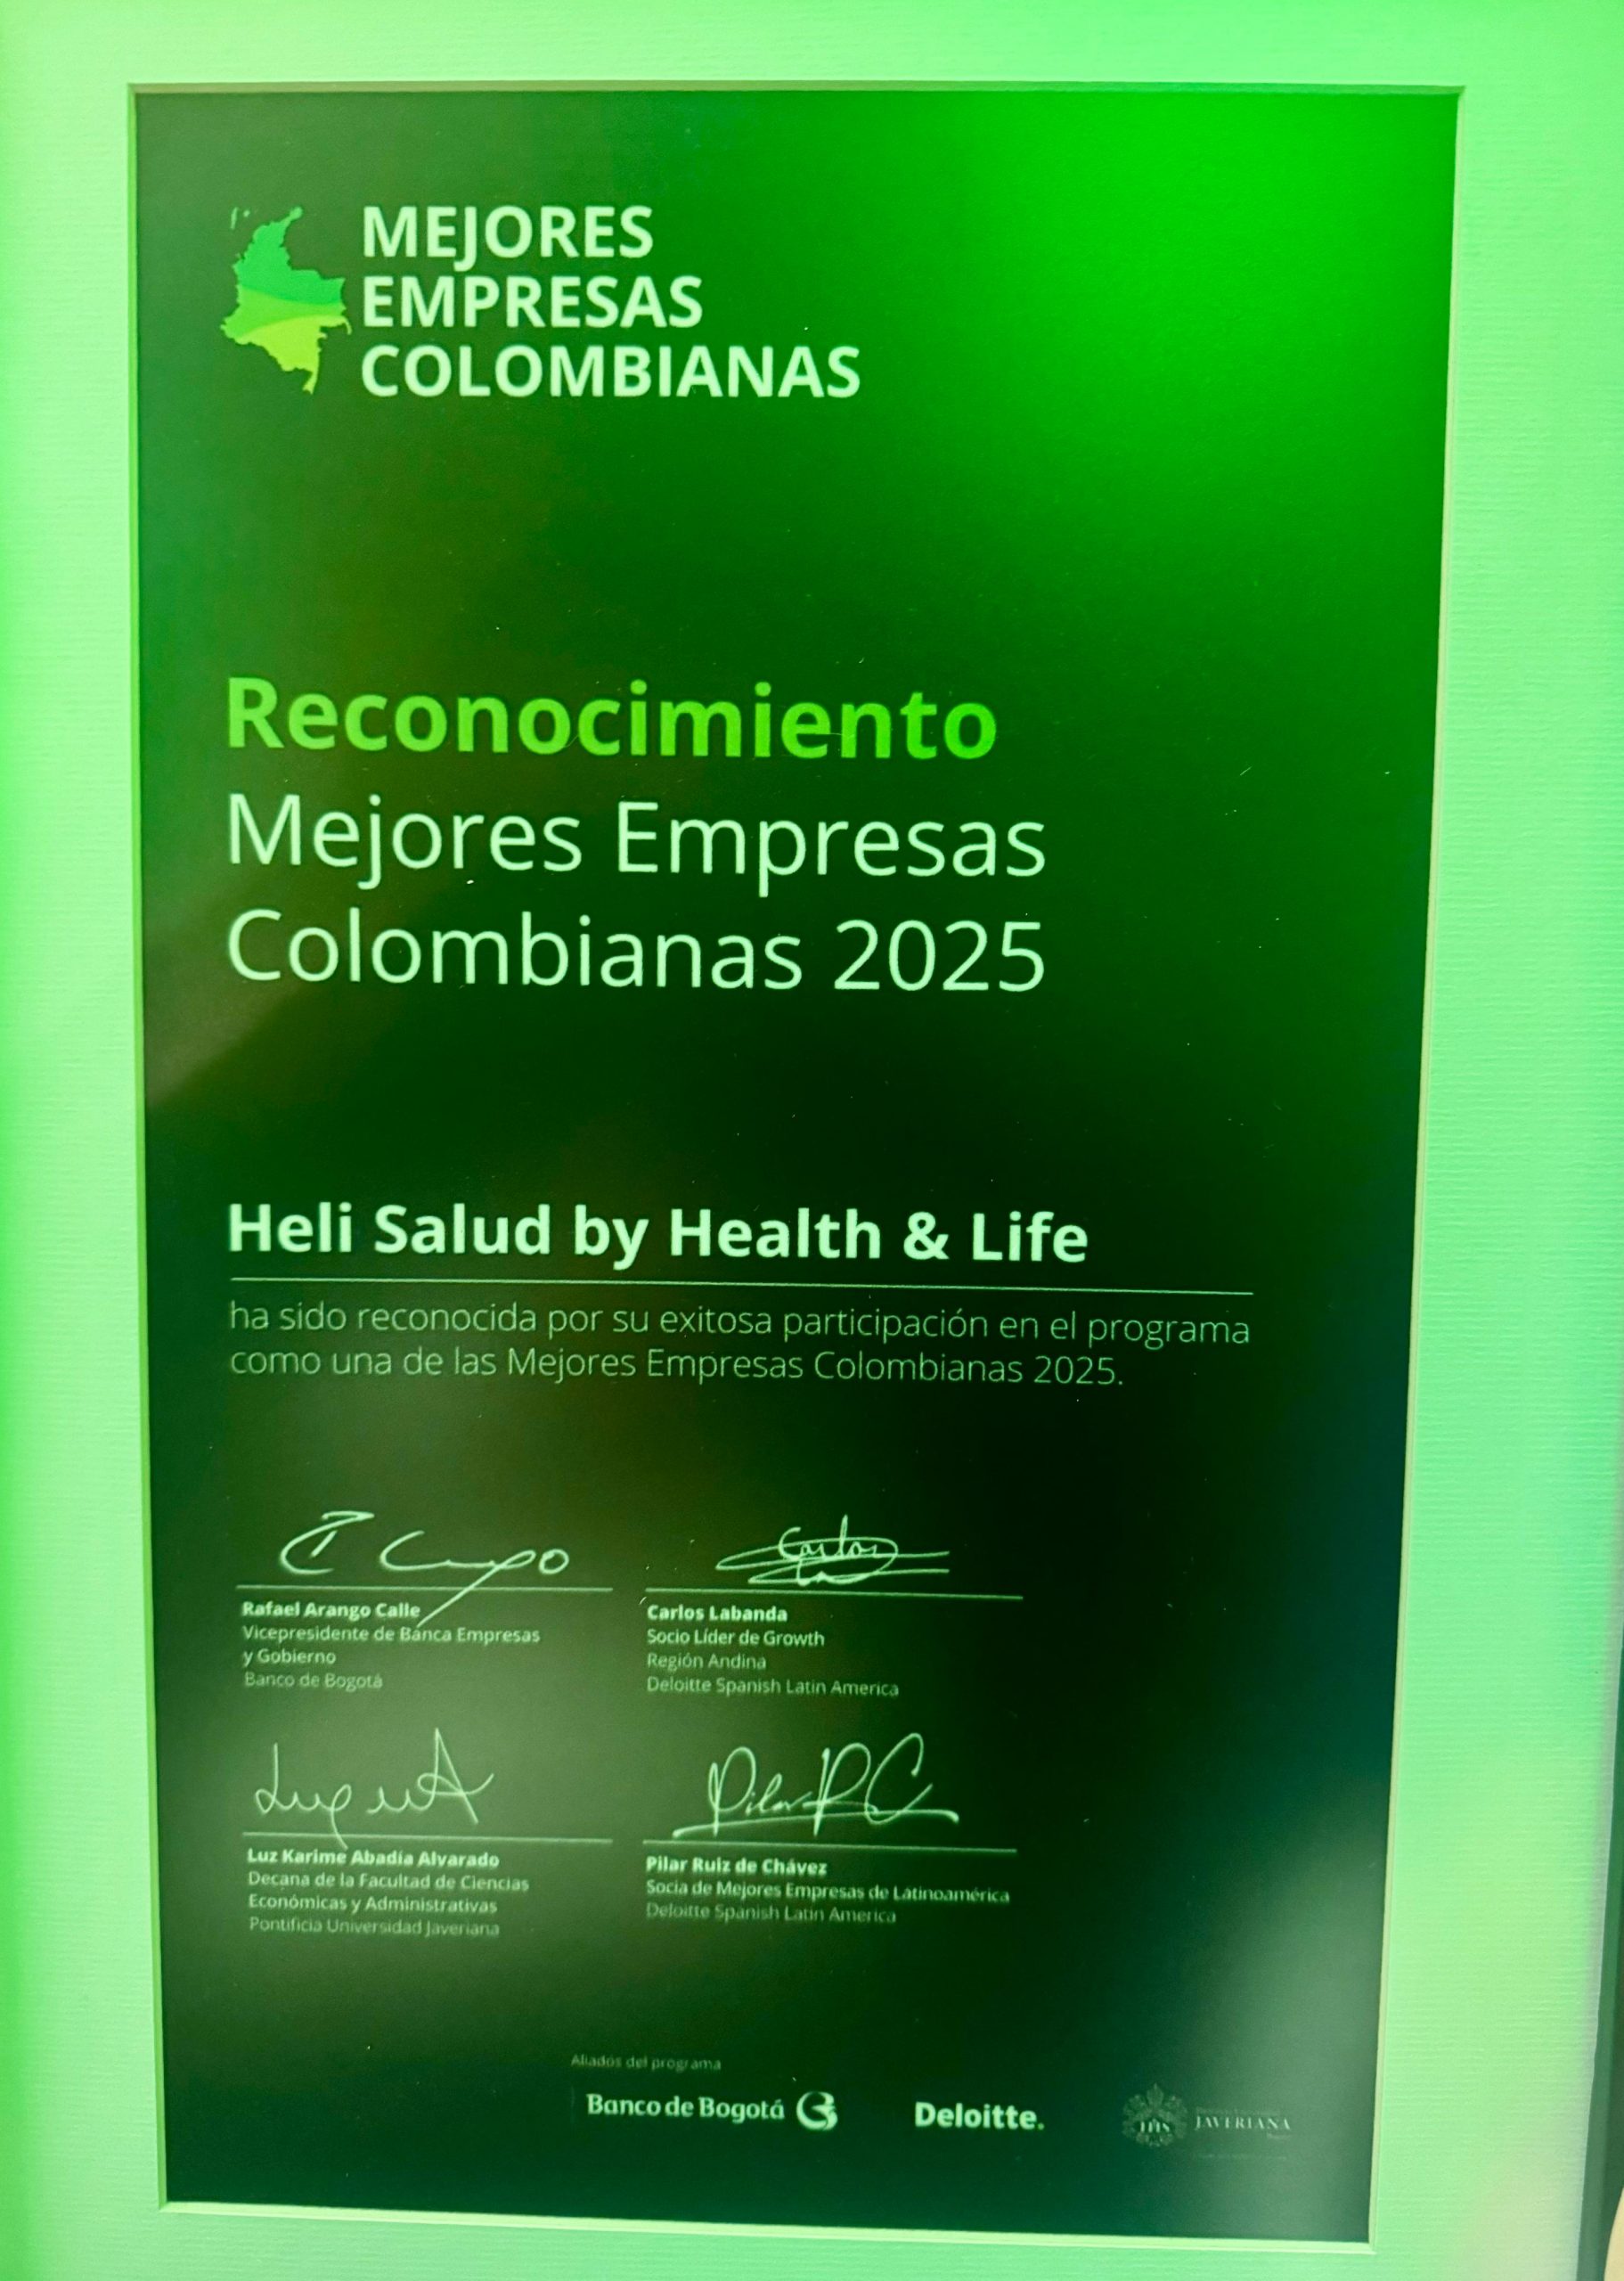 MEJORES
EMPRESAS
COLOMBIANAS
Reconocimiento
Mejores Empresas
Colombianas 2025
Heli Salud by Health & Life
ha sido reconocida por su exitosa participación en el programa
como una de las Mejores Empresas Colombianas 2025.
Carlos
Rafael Arango Calle
Vicepresidente de Banca Empresas
y Gobierno
Banco de Bogotá
Carlos Labanda
Socio Líder de Growth
Región Andina
Deloitte Spanish Latin America
Pilar R C
Luz Karime Abadía Alvarado
Decana de la Facultad de Ciencias
Económicas y Administrativas
Pontificia Universidad Javeriana
Pilar Ruiz de Chávez
Socia de Mejores Empresas de Latinoamérica
Deloitte Spanish Latin America
Aliados del programa
Banco de Bogotá
Deloitte.
IHS
JAVERIANA